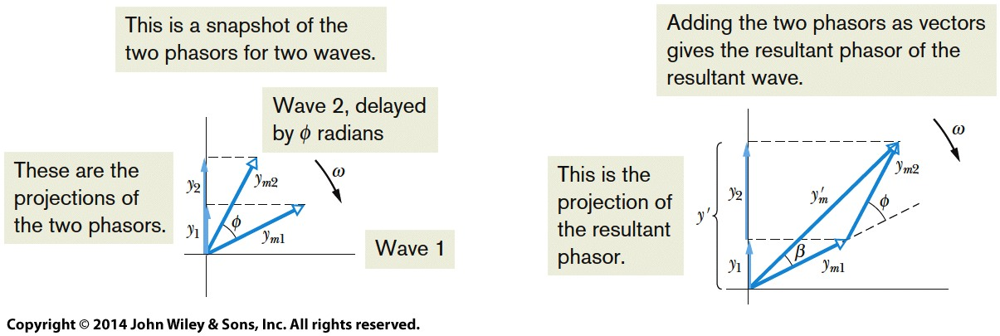 This is a snapshot of the
two phasors for two waves.
Wave 2, delayed
by ϕ radians
These are the
projections of
the two phasors.
y2
y1
ym2
ϕ
ym1
ω
Wave 1
Adding the two phasors as vectors
gives the resultant phasor of the
resultant wave.
This is the
projection of
the resultant
phasor.
y′
y2
y1
y′m
ym2
ϕ
β
ym1
ω
Copyright © 2014 John Wiley & Sons, Inc. All rights reserved.